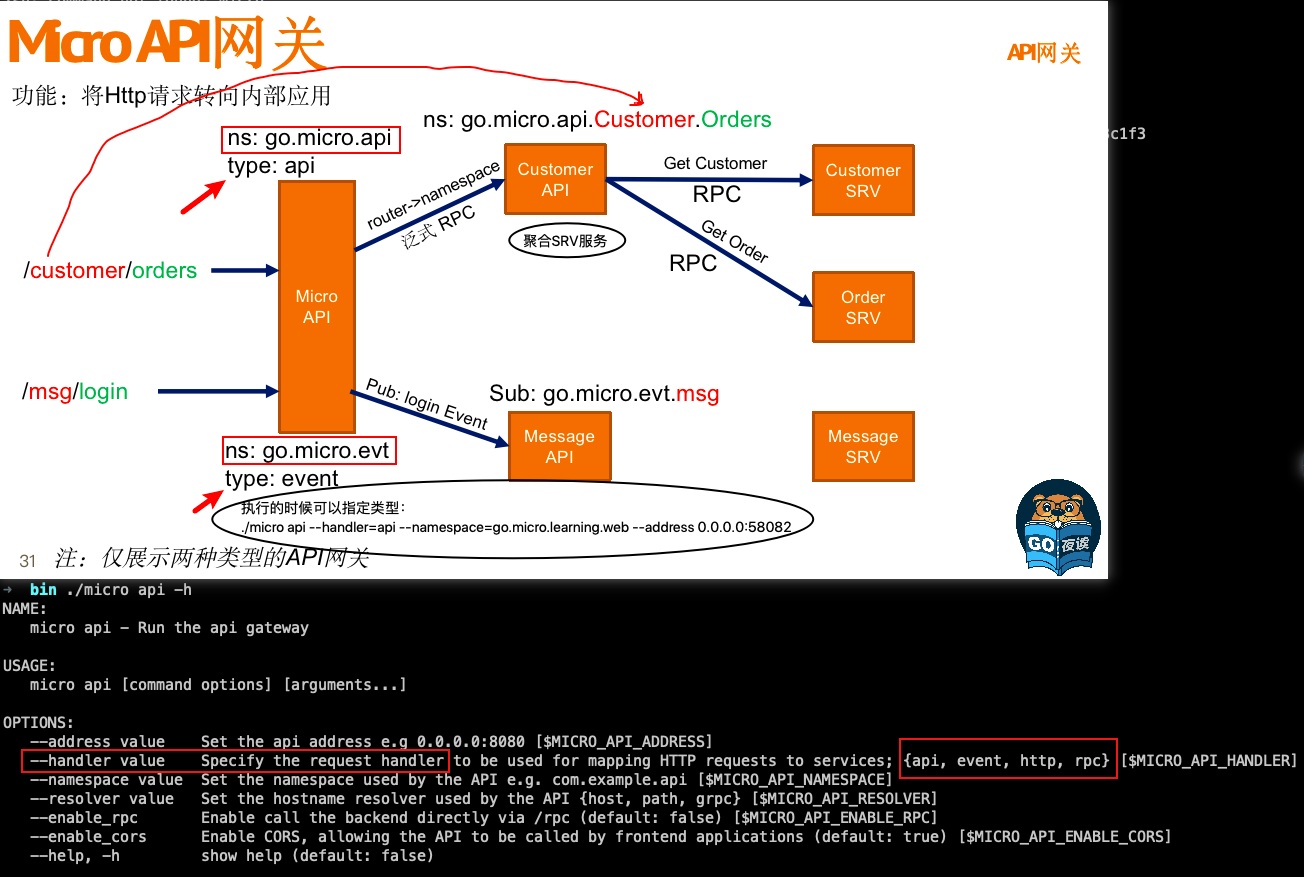 Micro API网关
API网关
功能：将Http请求转向内部应用
ns: go.micro.api.Customer.Orders
c1f3
ns: go.micro.api
type: api
router->namespace
泛式 RPC
Customer
API
Get Customer
RPC
Customer
SRV
聚合SRV服务
Get Order
RPC
/customer/orders
Micro
API
Order
SRV
/msg/login
Pub: login Event
Sub: go.micro.evt.msg
Message
API
Message
SRV
ns: go.micro.evt
type: event
执行的时候可以指定类型：
./micro api --handler=api --namespace=go.micro.learning.web --address 0.0.0.0:58082
GO 夜读
31 注：仅展示两种类型的API网关
→ bin ./micro api -h
NAME:
micro api - Run the api gateway
USAGE:
micro api [command options] [arguments...]
OPTIONS:
--address value Set the api address e.g 0.0.0.0:8080 [$MICRO_API_ADDRESS]
--handler value Specify the request handler to be used for mapping HTTP requests to services; {api, event, http, rpc} [$MICRO_API_HANDLER]
--namespace value Set the namespace used by the API e.g. com.example.api [$MICRO_API_NAMESPACE]
--resolver value Set the hostname resolver used by the API {host, path, grpc} [$MICRO_API_RESOLVER]
--enable_rpc Enable call the backend directly via /rpc (default: false) [$MICRO_API_ENABLE_RPC]
--enable_cors Enable CORS, allowing the API to be called by frontend applications (default: true) [$MICRO_API_ENABLE_CORS]
--help, -h show help (default: false)